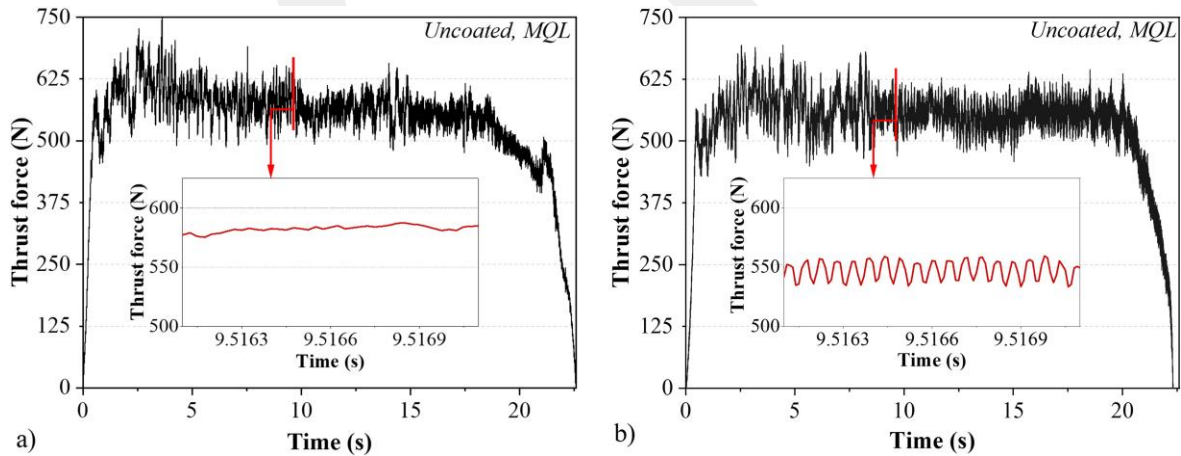 Uncoated, MQL
750
625
500
375
250
125
0
Thrust force (N)
600
550
500
Thrust force (N)
9.5163 9.5166 9.5169
Time (s)
0 5 10 15 20
Time (s)
a)
Uncoated, MQL
750
625
500
375
250
125
0
Thrust force (N)
600
550
500
Thrust force (N)
9.5163 9.5166 9.5169
Time (s)
0 5 10 15 20
Time (s)
b)